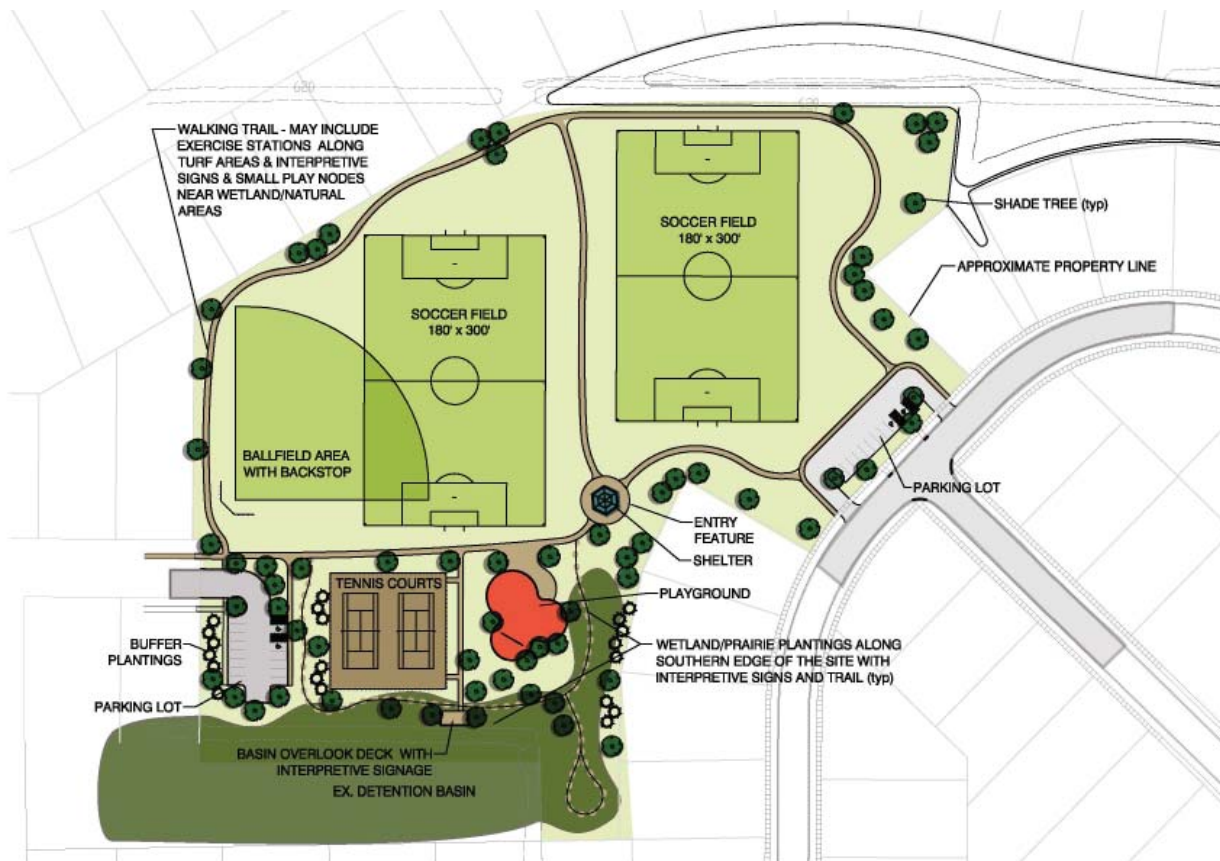 620
620
WALKING TRAIL - MAY INCLUDE
EXERCISE STATIONS ALONG
TURF AREAS & INTERPRETIVE
SIGNS & SMALL PLAY NODES
NEAR WETLAND/NATURAL
AREAS
SOCCER FIELD
180' x 300'
SHADE TREE (typ)
APPROXIMATE PROPERTY LINE
SOCCER FIELD
180' x 300'
BALLFIELD AREA
WITH BACKSTOP
PARKING LOT
ENTRY
FEATURE
SHELTER
TENNIS COURTS
PLAYGROUND
BUFFER
PLANTINGS
WETLAND/PRAIRIE PLANTINGS ALONG
SOUTHERN EDGE OF THE SITE WITH
INTERPRETIVE SIGNS AND TRAIL (typ)
PARKING LOT
BASIN OVERLOOK DECK WITH
INTERPRETIVE SIGNAGE
EX. DETENTION BASIN